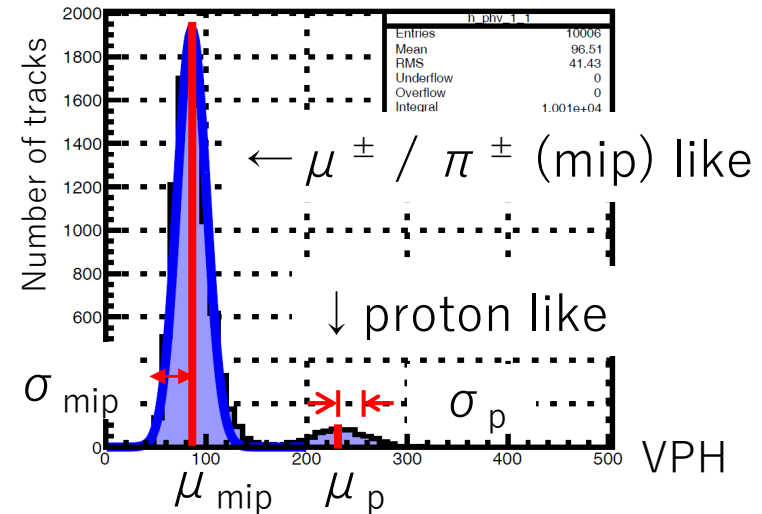 h_phv_1_1
Entries 10006
Mean 96.51
RMS 41.43
Underflow 0
Overflow 0
Integral 1.001e+04
Number of tracks
2000
1800
1600
1400
1200
1000
800
600
0
← μ ± / π ± (mip) like
↓ proton like
σ mip
σ p
0 100 200 300 400 500
VPH
μ mip
μ p